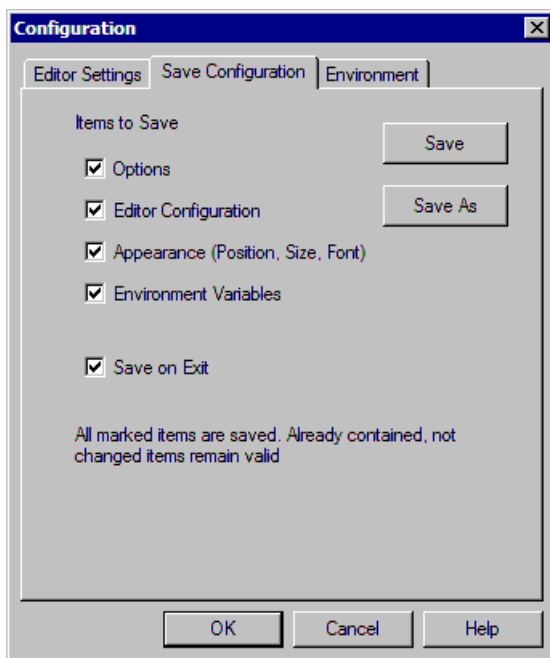 Configuration
Editor Settings
Save Configuration
Environment
Items to Save
Save
Options
Save As
Editor Configuration
Appearance (Position, Size, Font)
Environment Variables
Save on Exit
All marked items are saved. Already contained, not
changed items remain valid
OK
Cancel
Help